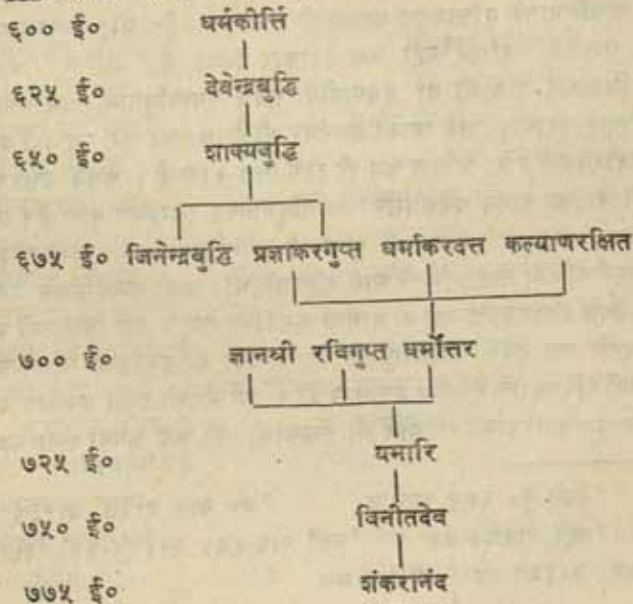 ६०० ई० धर्मकीर्त्ति
६२५ ई० देवेन्द्रबुद्धि
६५० ई० शाक्यबुद्धि
६७५ ई० जिनेन्द्रबुद्धि प्रज्ञाकरगुप्त धर्माकरदत्त कल्याणरक्षित
७०० ई० ज्ञानश्री रविगुप्त धर्मोत्तर
७२५ ई० यमारि
७५० ई० विनीतदेव
७७५ ई० शंकरानंद